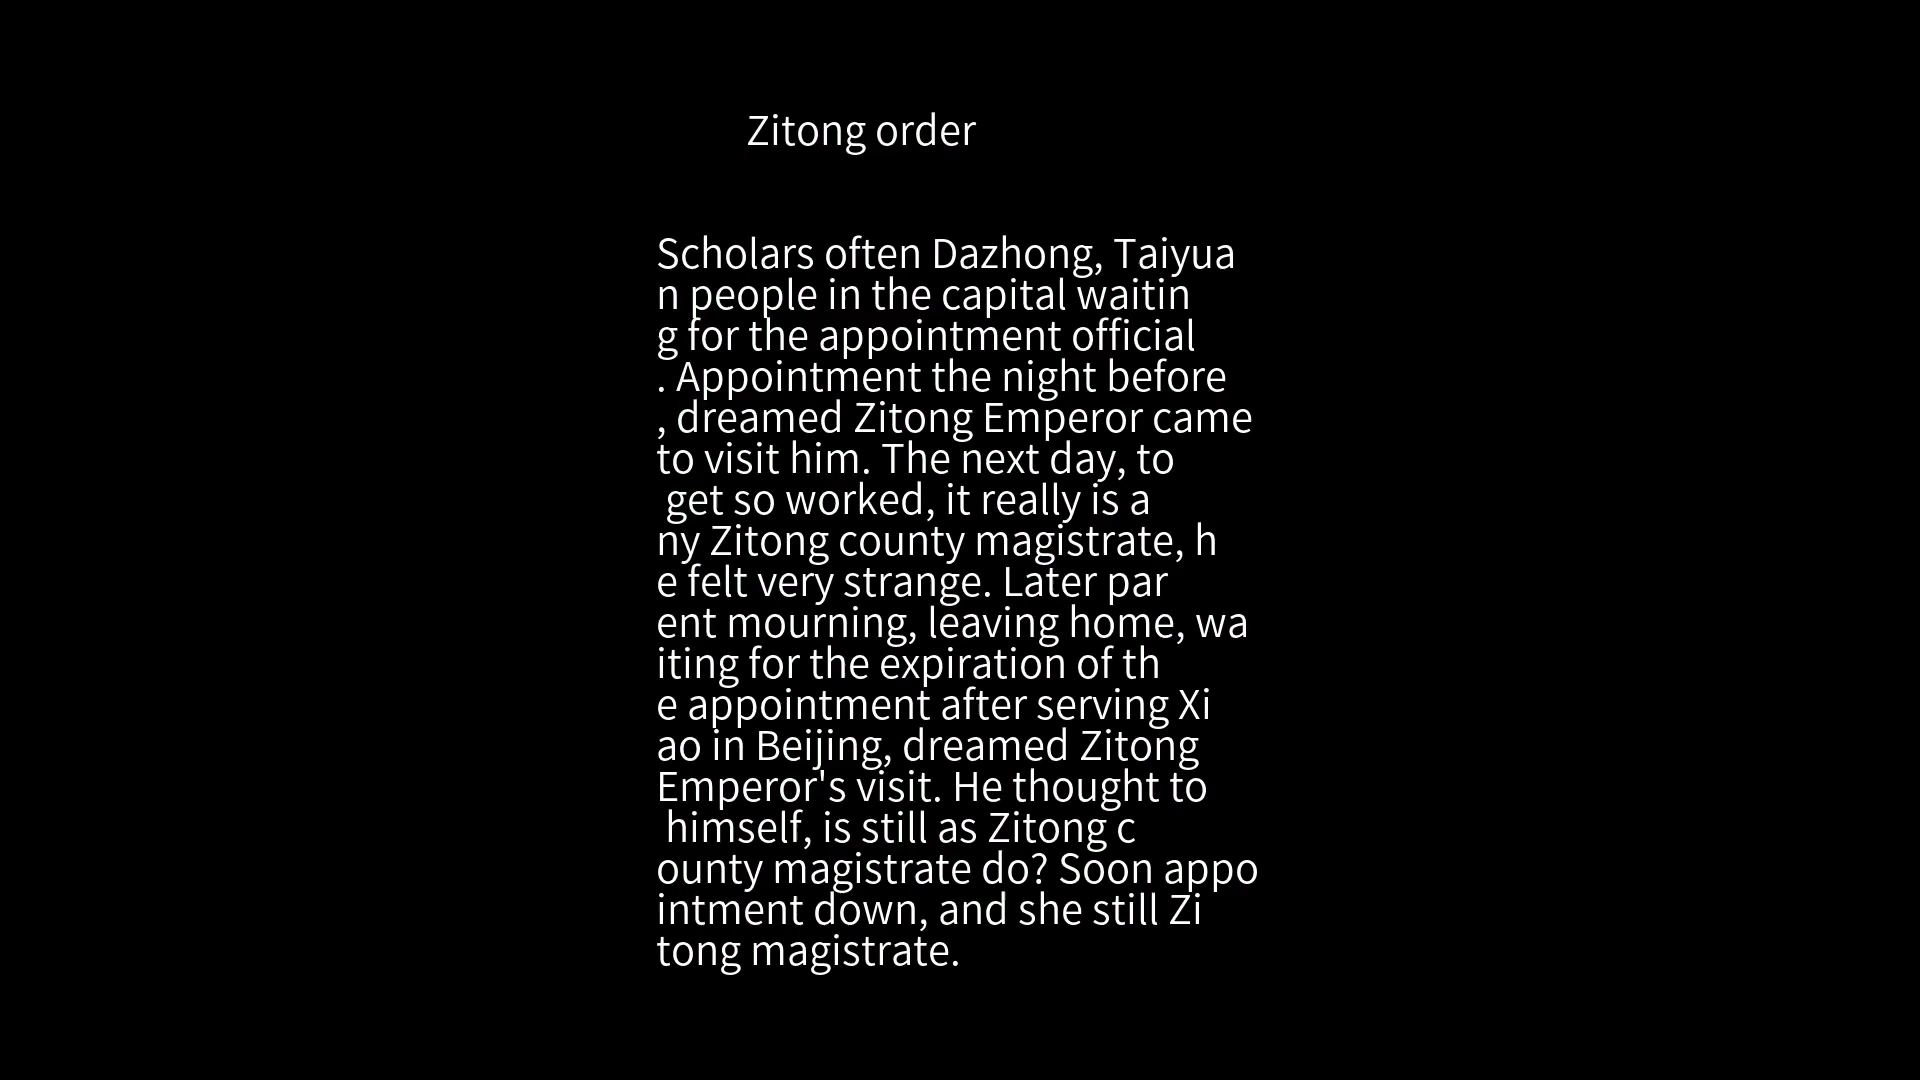 Zitong order
Scholars often Dazhong, Taiyua
n people in the capital waitin
g for the appointment official
. Appointment the night before
, dreamed Zitong Emperor came
to visit him. The next day, to
 get so worked, it really is a
ny Zitong county magistrate, h
e felt very strange. Later par
ent mourning, leaving home, wa
iting for the expiration of th
e appointment after serving Xi
ao in Beijing, dreamed Zitong
Emperor's visit. He thought to
 himself, is still as Zitong c
ounty magistrate do? Soon appo
intment down, and she still Zi
tong magistrate.